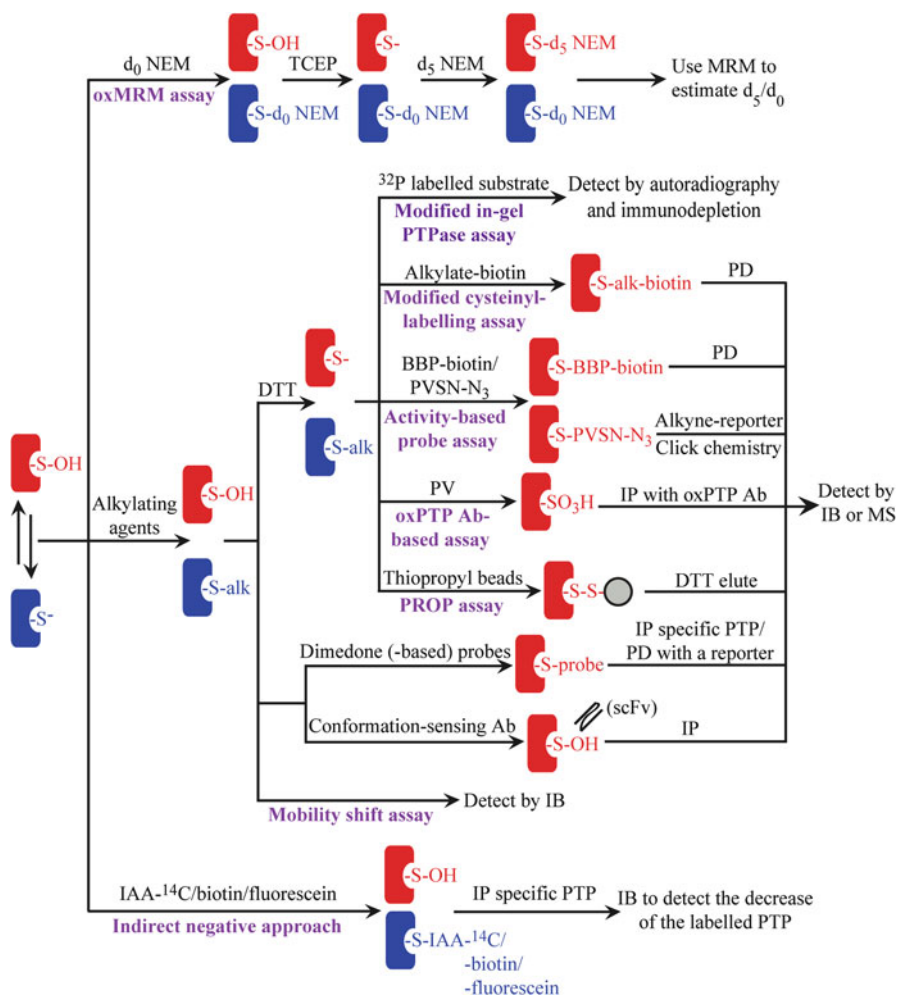 -S-OH
-S-
-S-d₅ NEM
d₀ NEM
TCEP
d₅ NEM
Use MRM to
estimate d₅/d₀
oxMRM assay
-S-d₀ NEM
-S-d₀ NEM
-S-d₀ NEM
³²P labelled substrate
Detect by autoradiography
and immunodepletion
Modified in-gel
PTPase assay
Alkylate-biotin
-S-alk-biotin
PD
Modified cysteinyl-
labelling assay
-S-
BBP-biotin/
PVSN-N₃
-S-BBP-biotin
PD
DTT
Activity-based
probe assay
-S-alk
-S-PVSN-N₃
Alkyne-reporter
Click chemistry
-S-OH
-S-OH
Alkylating
agents
PV
-SO₃H
IP with oxPTP Ab
Detect by
IB or MS
oxPTP Ab-
based assay
-S-
-S-alk
Thiopropyl beads
-S-S-
DTT elute
PROP assay
Dimedone (-based) probes
-S-probe
IP specific PTP/
PD with a reporter
(scFv)
Conformation-sensing Ab
-S-OH
IP
Mobility shift assay
Detect by IB
IAA-¹⁴C/biotin/fluorescein
-S-OH
IP specific PTP
IB to detect the decrease
of the labelled PTP
Indirect negative approach
-S-IAA-¹⁴C/
-biotin/
-fluorescein